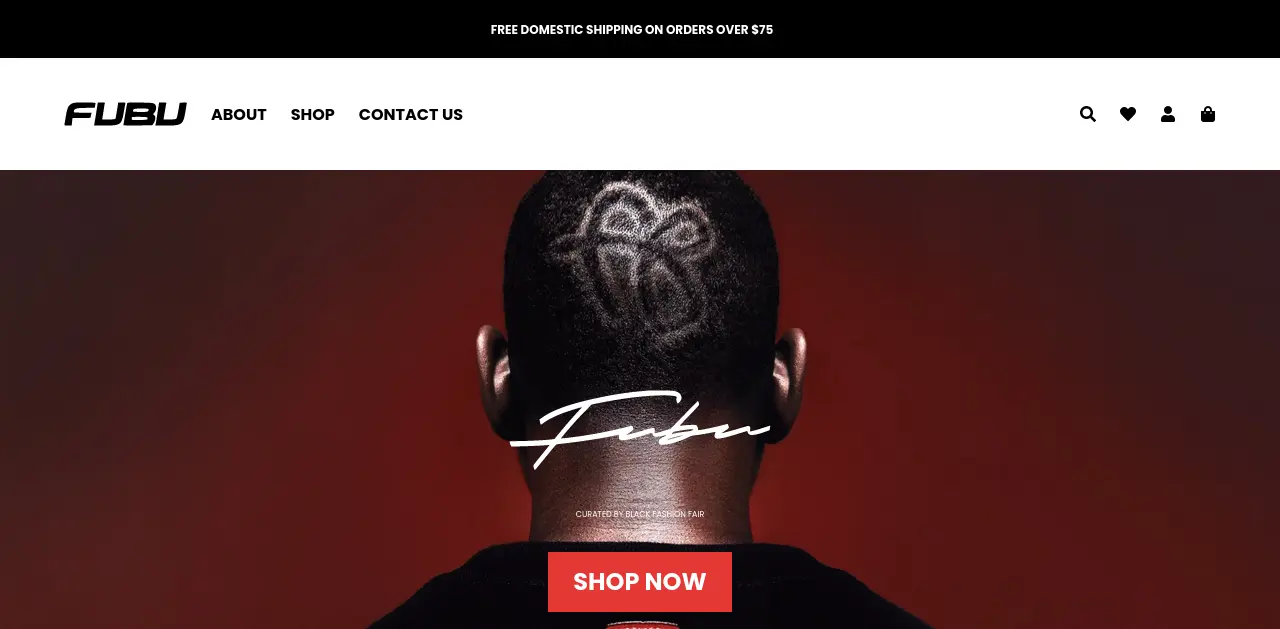 FREE DOMESTIC SHIPPING ON ORDERS OVER $75
FUBU ABOUT SHOP CONTACT US
Fubu
CURATED BY BLACK FASHION FAIR
SHOP NOW